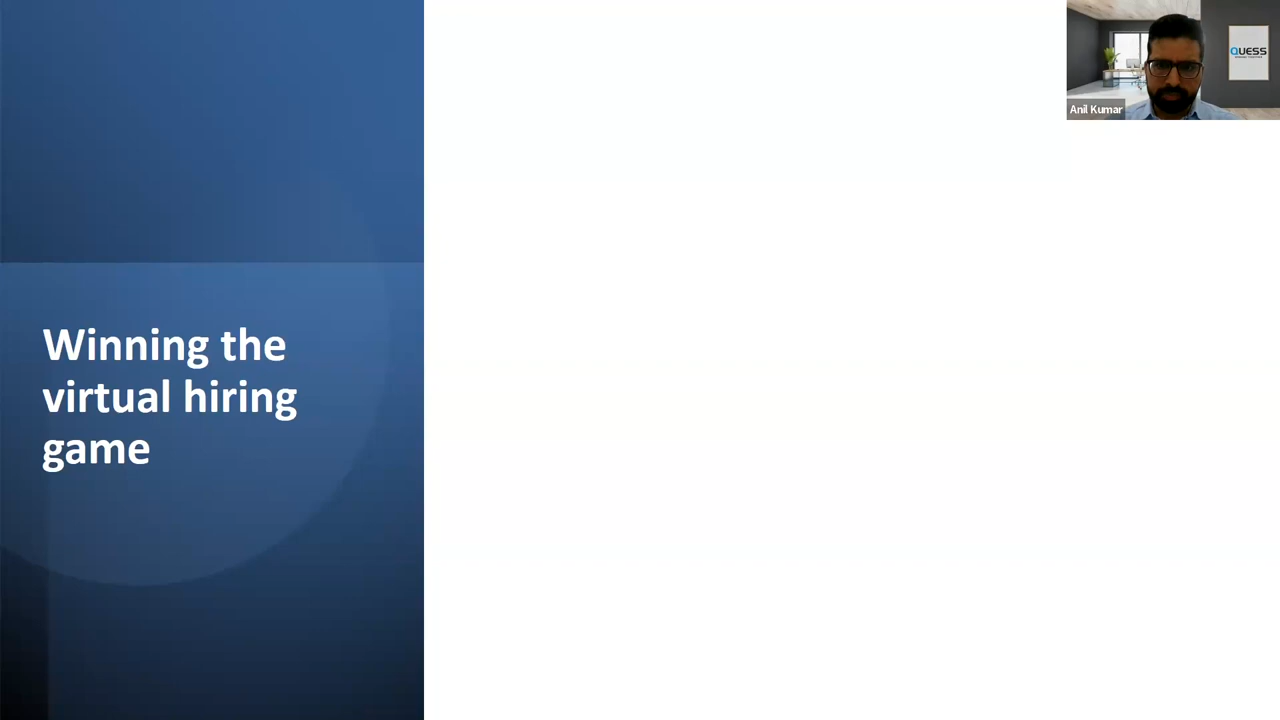 Winning the
virtual hiring
game
QUESS
Anil Kumar